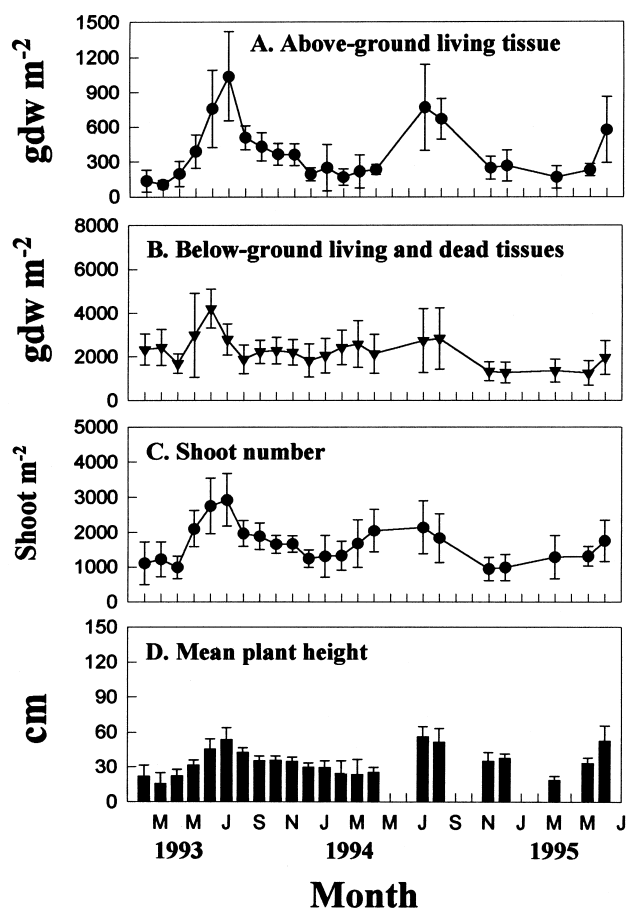 1500
1200
900
600
300
0
gdw m-2
A. Above-ground living tissue
8000
6000
4000
2000
0
gdw m-2
B. Below-ground living and dead tissues
5000
4000
3000
2000
1000
0
Shoot m-2
C. Shoot number
150
120
90
60
30
0
cm
D. Mean plant height
M M J S N J M M J S N J M M J
1993 1994 1995
Month